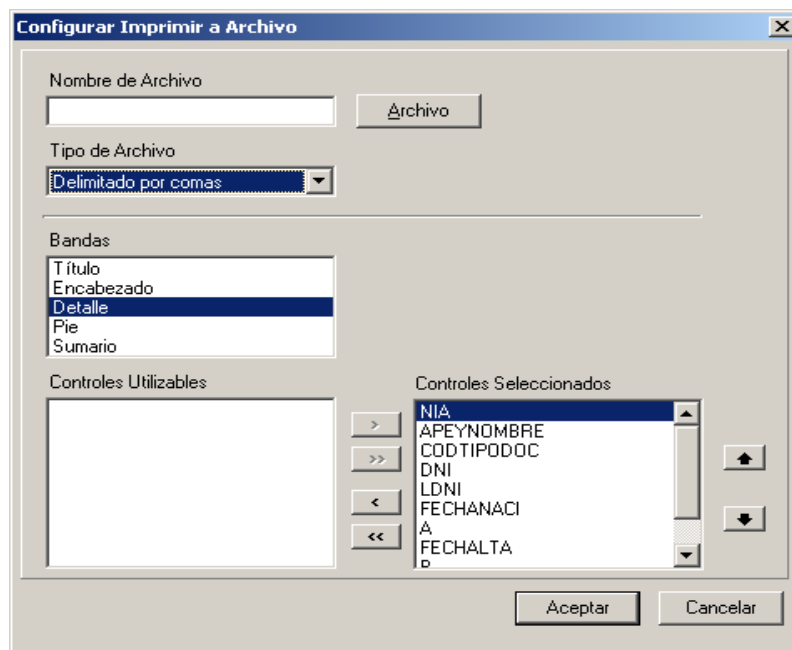 Configurar Imprimir a Archivo
Nombre de Archivo
Archivo
Tipo de Archivo
Delimitado por comas
Bandas
Título
Encabezado
Detalle
Pie
Sumario
Controles Utilizables
Controles Seleccionados
>
>>
<
<<
NIA
APEYNOMBRE
CODTIPODOC
DNI
LDNI
FECHANACI
A
FECHALTA
Aceptar
Cancelar